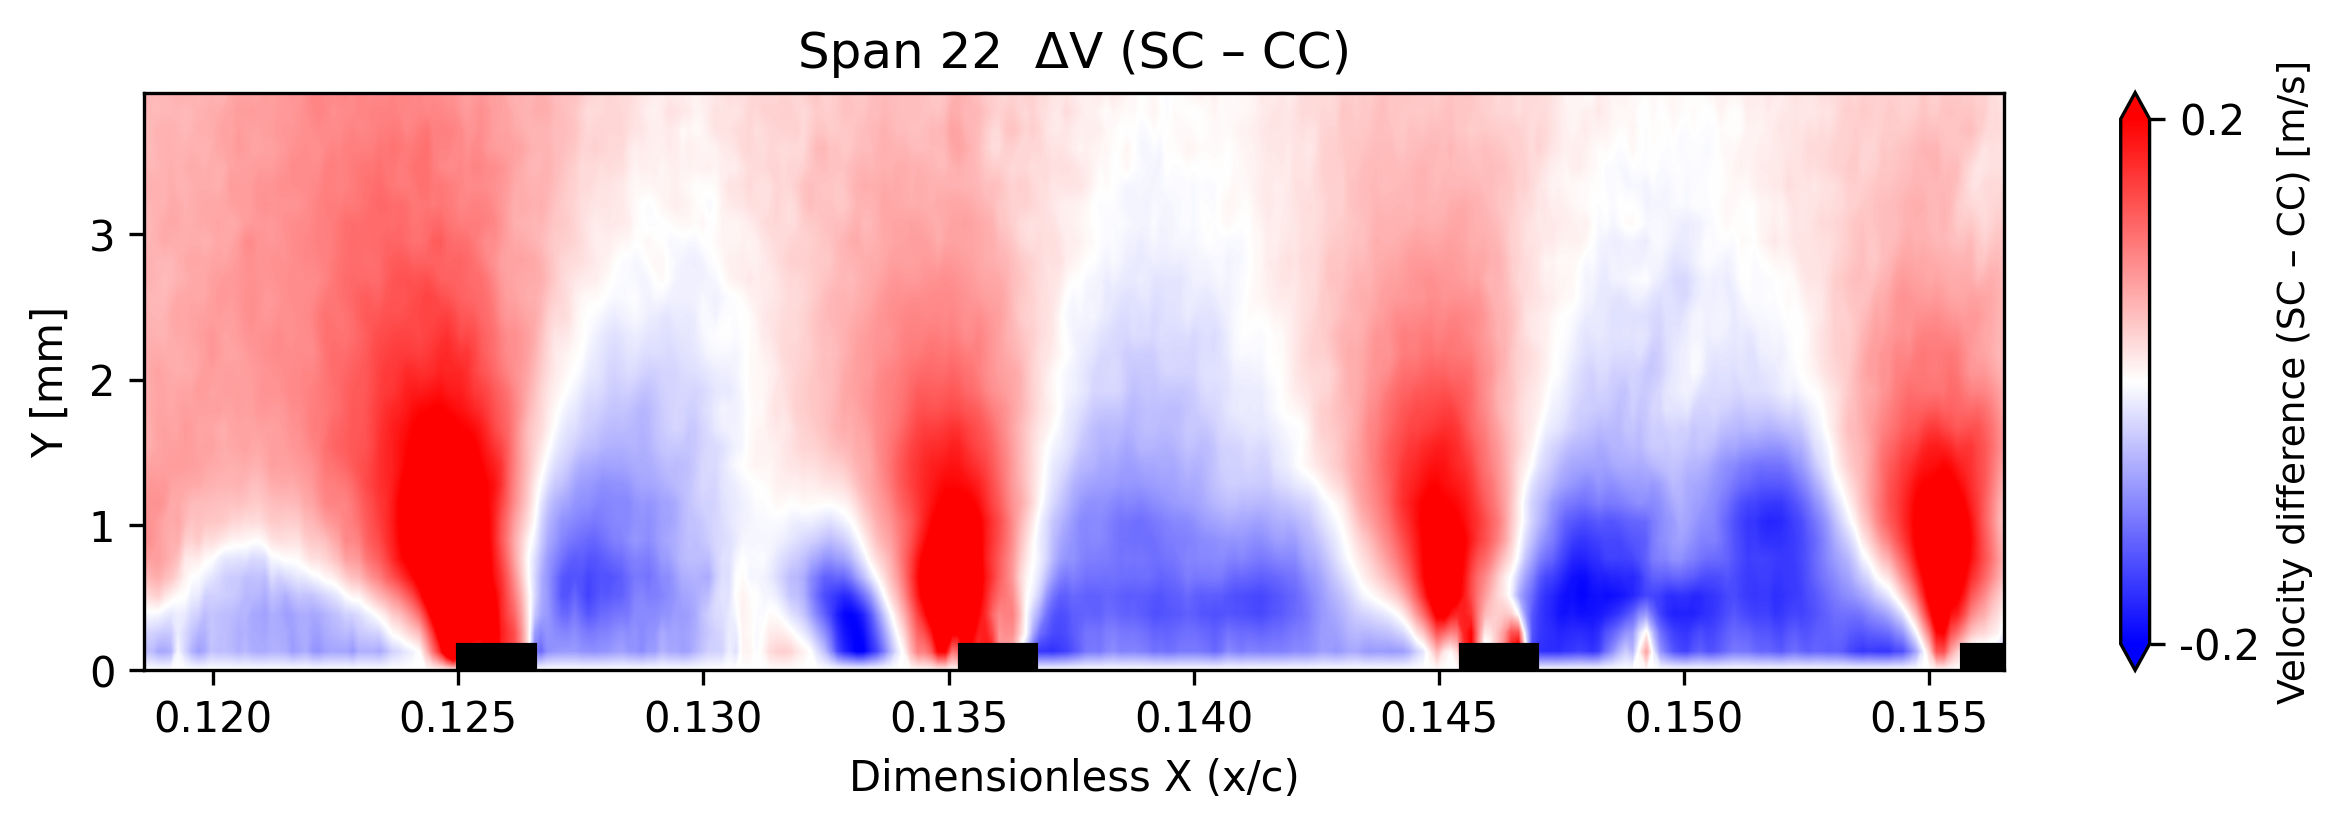 Span 22  ΔV (SC – CC)
3
2
1
0
Y [mm]
0.120 0.125 0.130 0.135 0.140 0.145 0.150 0.155
Dimensionless X (x/c)
0.2
-0.2
Velocity difference (SC – CC) [m/s]